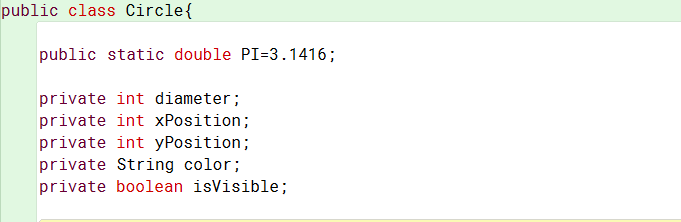 public class Circle{
public static double PI=3.1416;
private int diameter;
private int xPosition;
private int yPosition;
private String color;
private boolean isVisible;